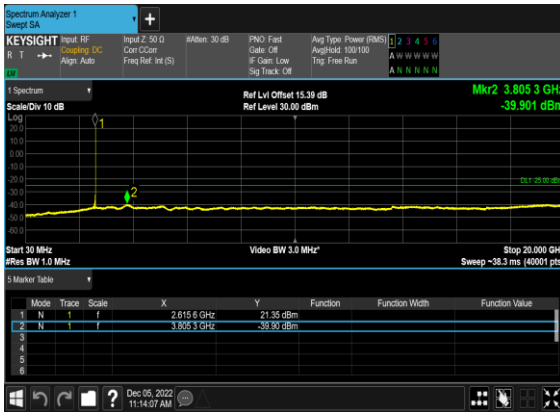 Spectrum Analyzer 1
Swept SA
KEYSIGHT
R T
Input: RF
Coupling: DC
Align: Auto
Input Z: 50 Ω
Corr CCorr
Freq Ref: Int (S)
#Atten: 30 dB
PNO: Fast
Gate: Off
IF Gain: Low
Sig Track: Off
Avg Type: Power (RMS)
Avg|Hold: 100/100
Trig: Free Run
1 2 3 4 5 6
A W W W W W
A N N N N N
1 Spectrum
Scale/Div 10 dB
Ref Lvl Offset 15.39 dB
Ref Level 30.00 dBm
Mkr2 3.805 3 GHz
-39.901 dBm
Log
20.0
10.0
0.00
-10.0
-20.0
-30.0
-40.0
-50.0
-60.0
1
2
DL1 -25.00 dBm
Start 30 MHz
#Res BW 1.0 MHz
Video BW 3.0 MHz*
Stop 20.000 GHz
Sweep ~38.3 ms (40001 pts)
5 Marker Table
Mode Trace Scale X Y Function Function Width Function Value
1 N 1 f 2.615 6 GHz 21.35 dBm
2 N 1 f 3.805 3 GHz -39.90 dBm
3
4
5
6
?
Dec 05, 2022
11:14:07 AM